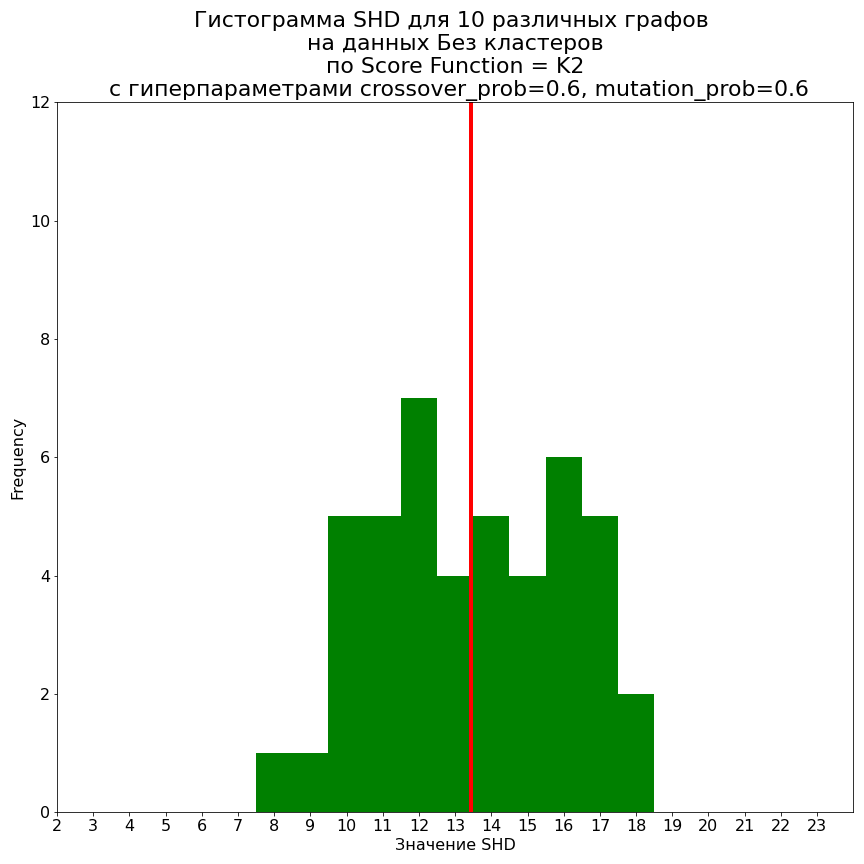 Гистограмма SHD для 10 различных графов
на данных Без кластеров
по Score Function = K2
с гиперпараметрами crossover_prob=0.6, mutation_prob=0.6
12
10
8
6
4
2
0
Frequency
2 3 4 5 6 7 8 9 10 11 12 13 14 15 16 17 18 19 20 21 22 23
Значение SHD